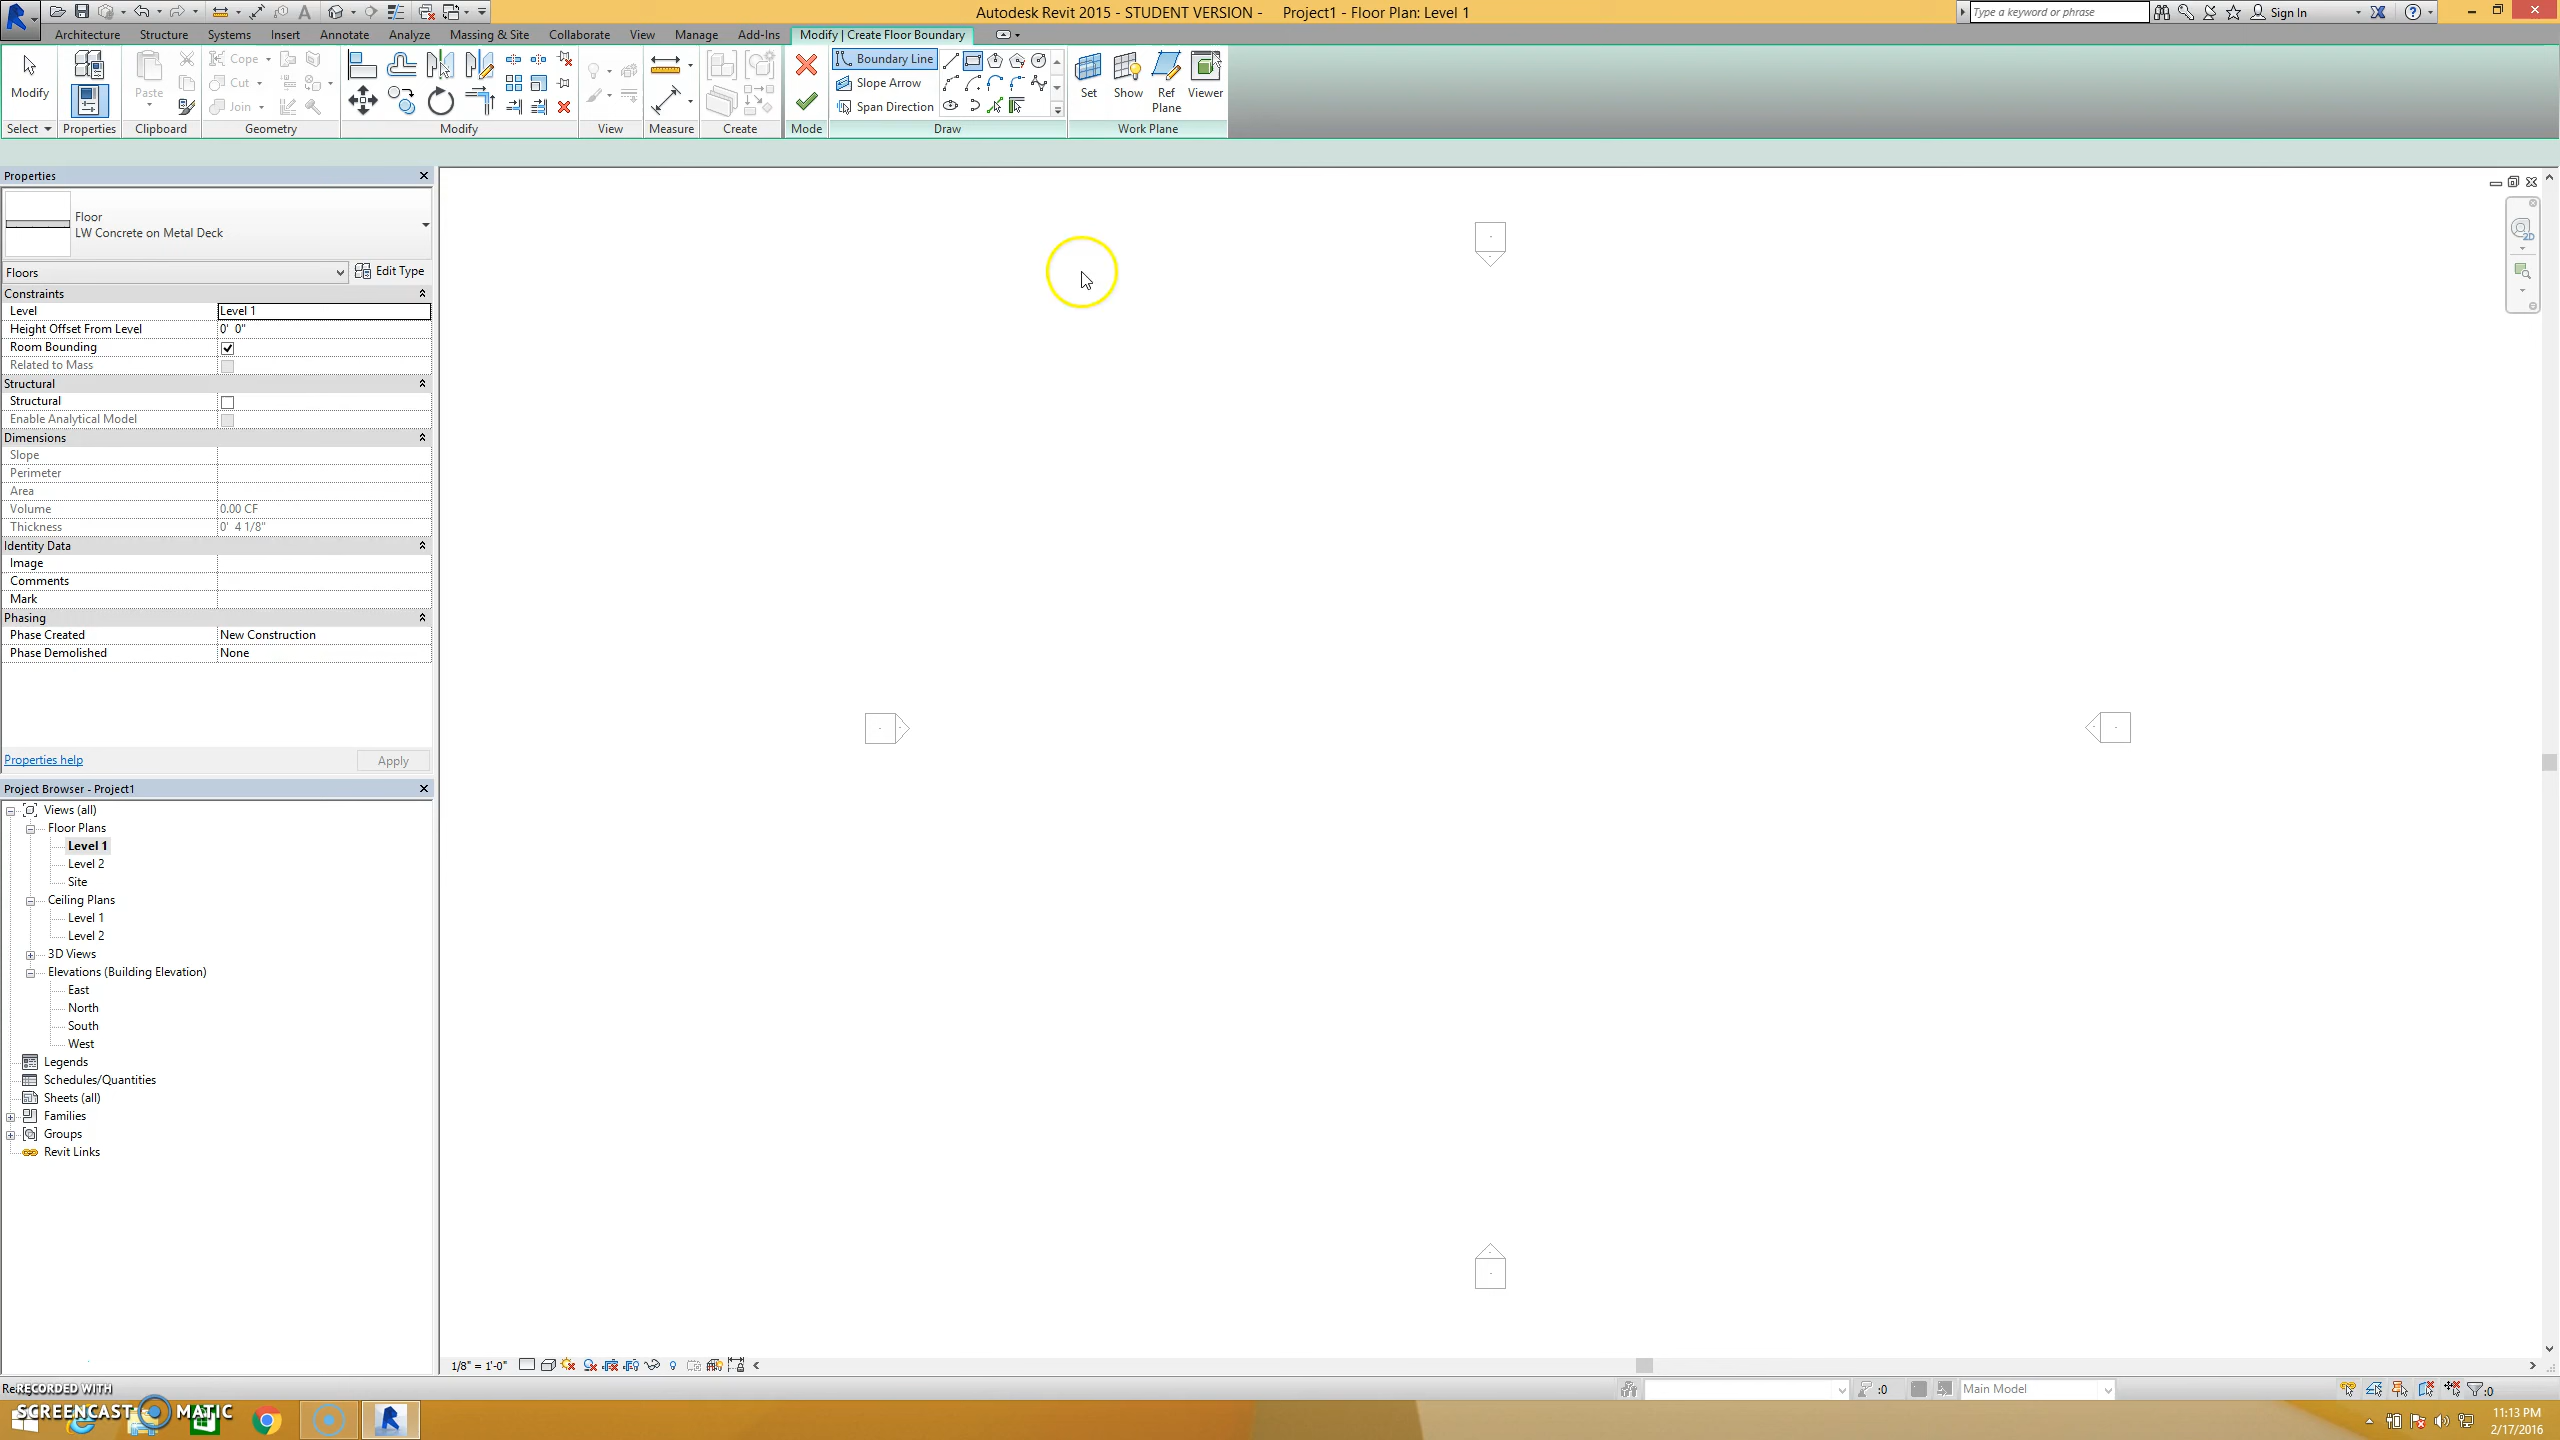 Autodesk Revit 2015 - STUDENT VERSION -     Project1 - Floor Plan: Level 1
Type a keyword or phrase
Sign In
Architecture Structure Systems Insert Annotate Analyze Massing & Site Collaborate View Manage Add-Ins Modify | Create Floor Boundary
Modify
Paste
Cope
Cut
Join
Boundary Line
Slope Arrow
Span Direction
Set
Show
Ref Plane
Viewer
Select Properties Clipboard Geometry Modify View Measure Create Mode Draw Work Plane
Properties
Floor
LW Concrete on Metal Deck
Floors
Edit Type
Constraints
Level Level 1
Height Offset From Level 0' 0"
Room Bounding
Related to Mass
Structural
Structural
Enable Analytical Model
Dimensions
Slope
Perimeter
Area
Volume 0.00 CF
Thickness 0' 4 1/8"
Identity Data
Image
Comments
Mark
Phasing
Phase Created New Construction
Phase Demolished None
Properties help
Apply
Project Browser - Project1
Views (all)
Floor Plans
Level 1
Level 2
Site
Ceiling Plans
Level 1
Level 2
3D Views
Elevations (Building Elevation)
East
North
South
West
Legends
Schedules/Quantities
Sheets (all)
Families
Groups
Revit Links
1/8" = 1'-0"
RECORDED WITH
SCREENCAST MATIC
:0
Main Model
:0
11:13 PM
2/17/2016
2D